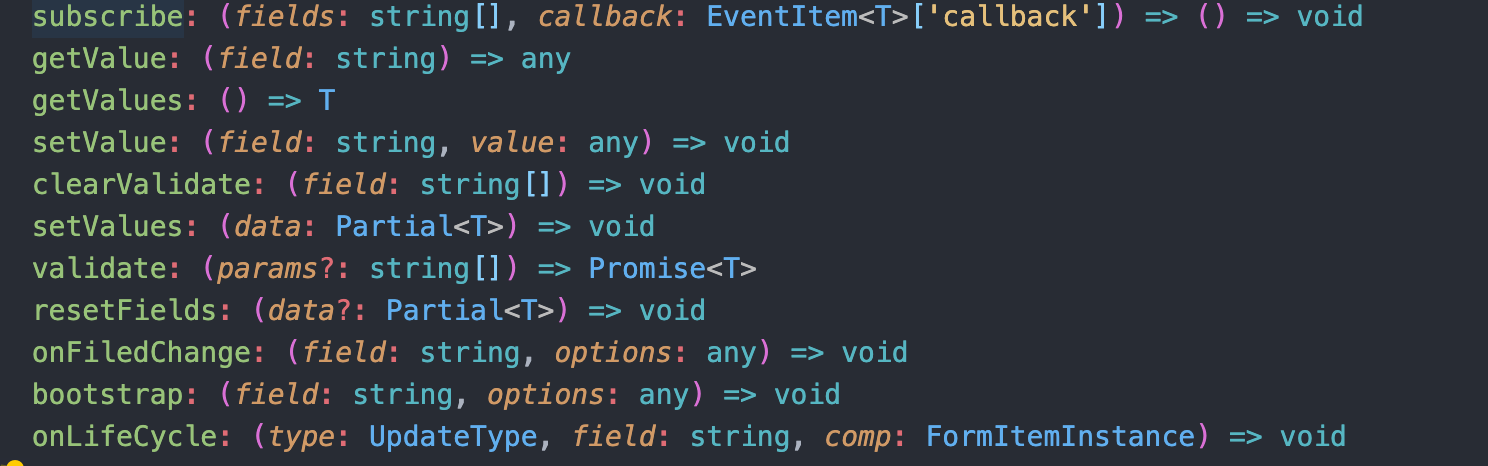 subscribe: (fields: string[], callback: EventItem<T>['callback']) => () => void
getValue: (field: string) => any
getValues: () => T
setValue: (field: string, value: any) => void
clearValidate: (field: string[]) => void
setValues: (data: Partial<T>) => void
validate: (params?: string[]) => Promise<T>
resetFields: (data?: Partial<T>) => void
onFiledChange: (field: string, options: any) => void
bootstrap: (field: string, options: any) => void
onLifeCycle: (type: UpdateType, field: string, comp: FormItemInstance) => void